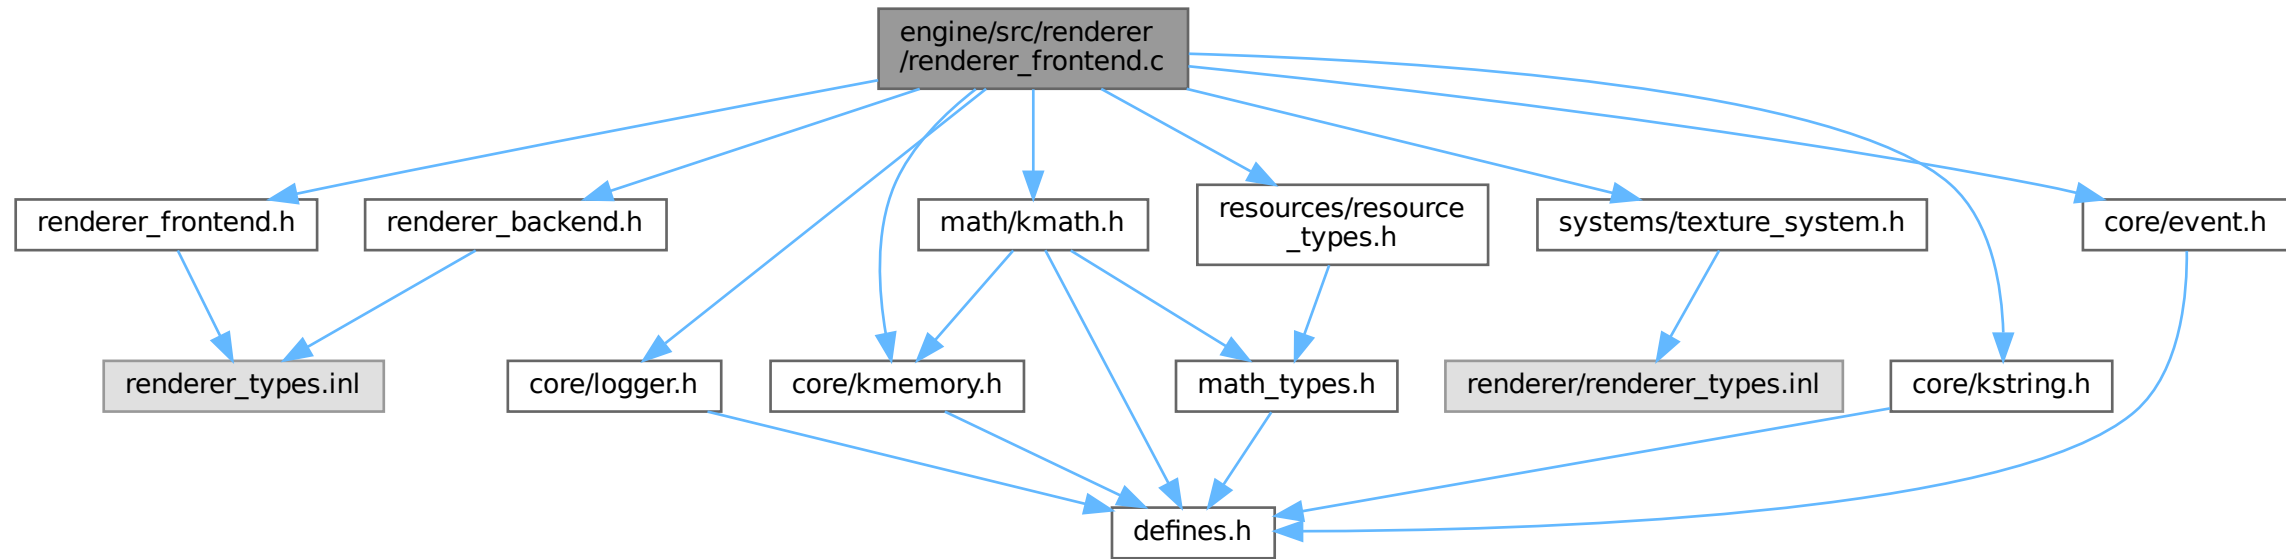 engine/src/renderer
/renderer_frontend.c
renderer_frontend.h
renderer_backend.h
math/kmath.h
resources/resource
_types.h
systems/texture_system.h
core/event.h
renderer_types.inl
core/logger.h
core/kmemory.h
math_types.h
renderer/renderer_types.inl
core/kstring.h
defines.h